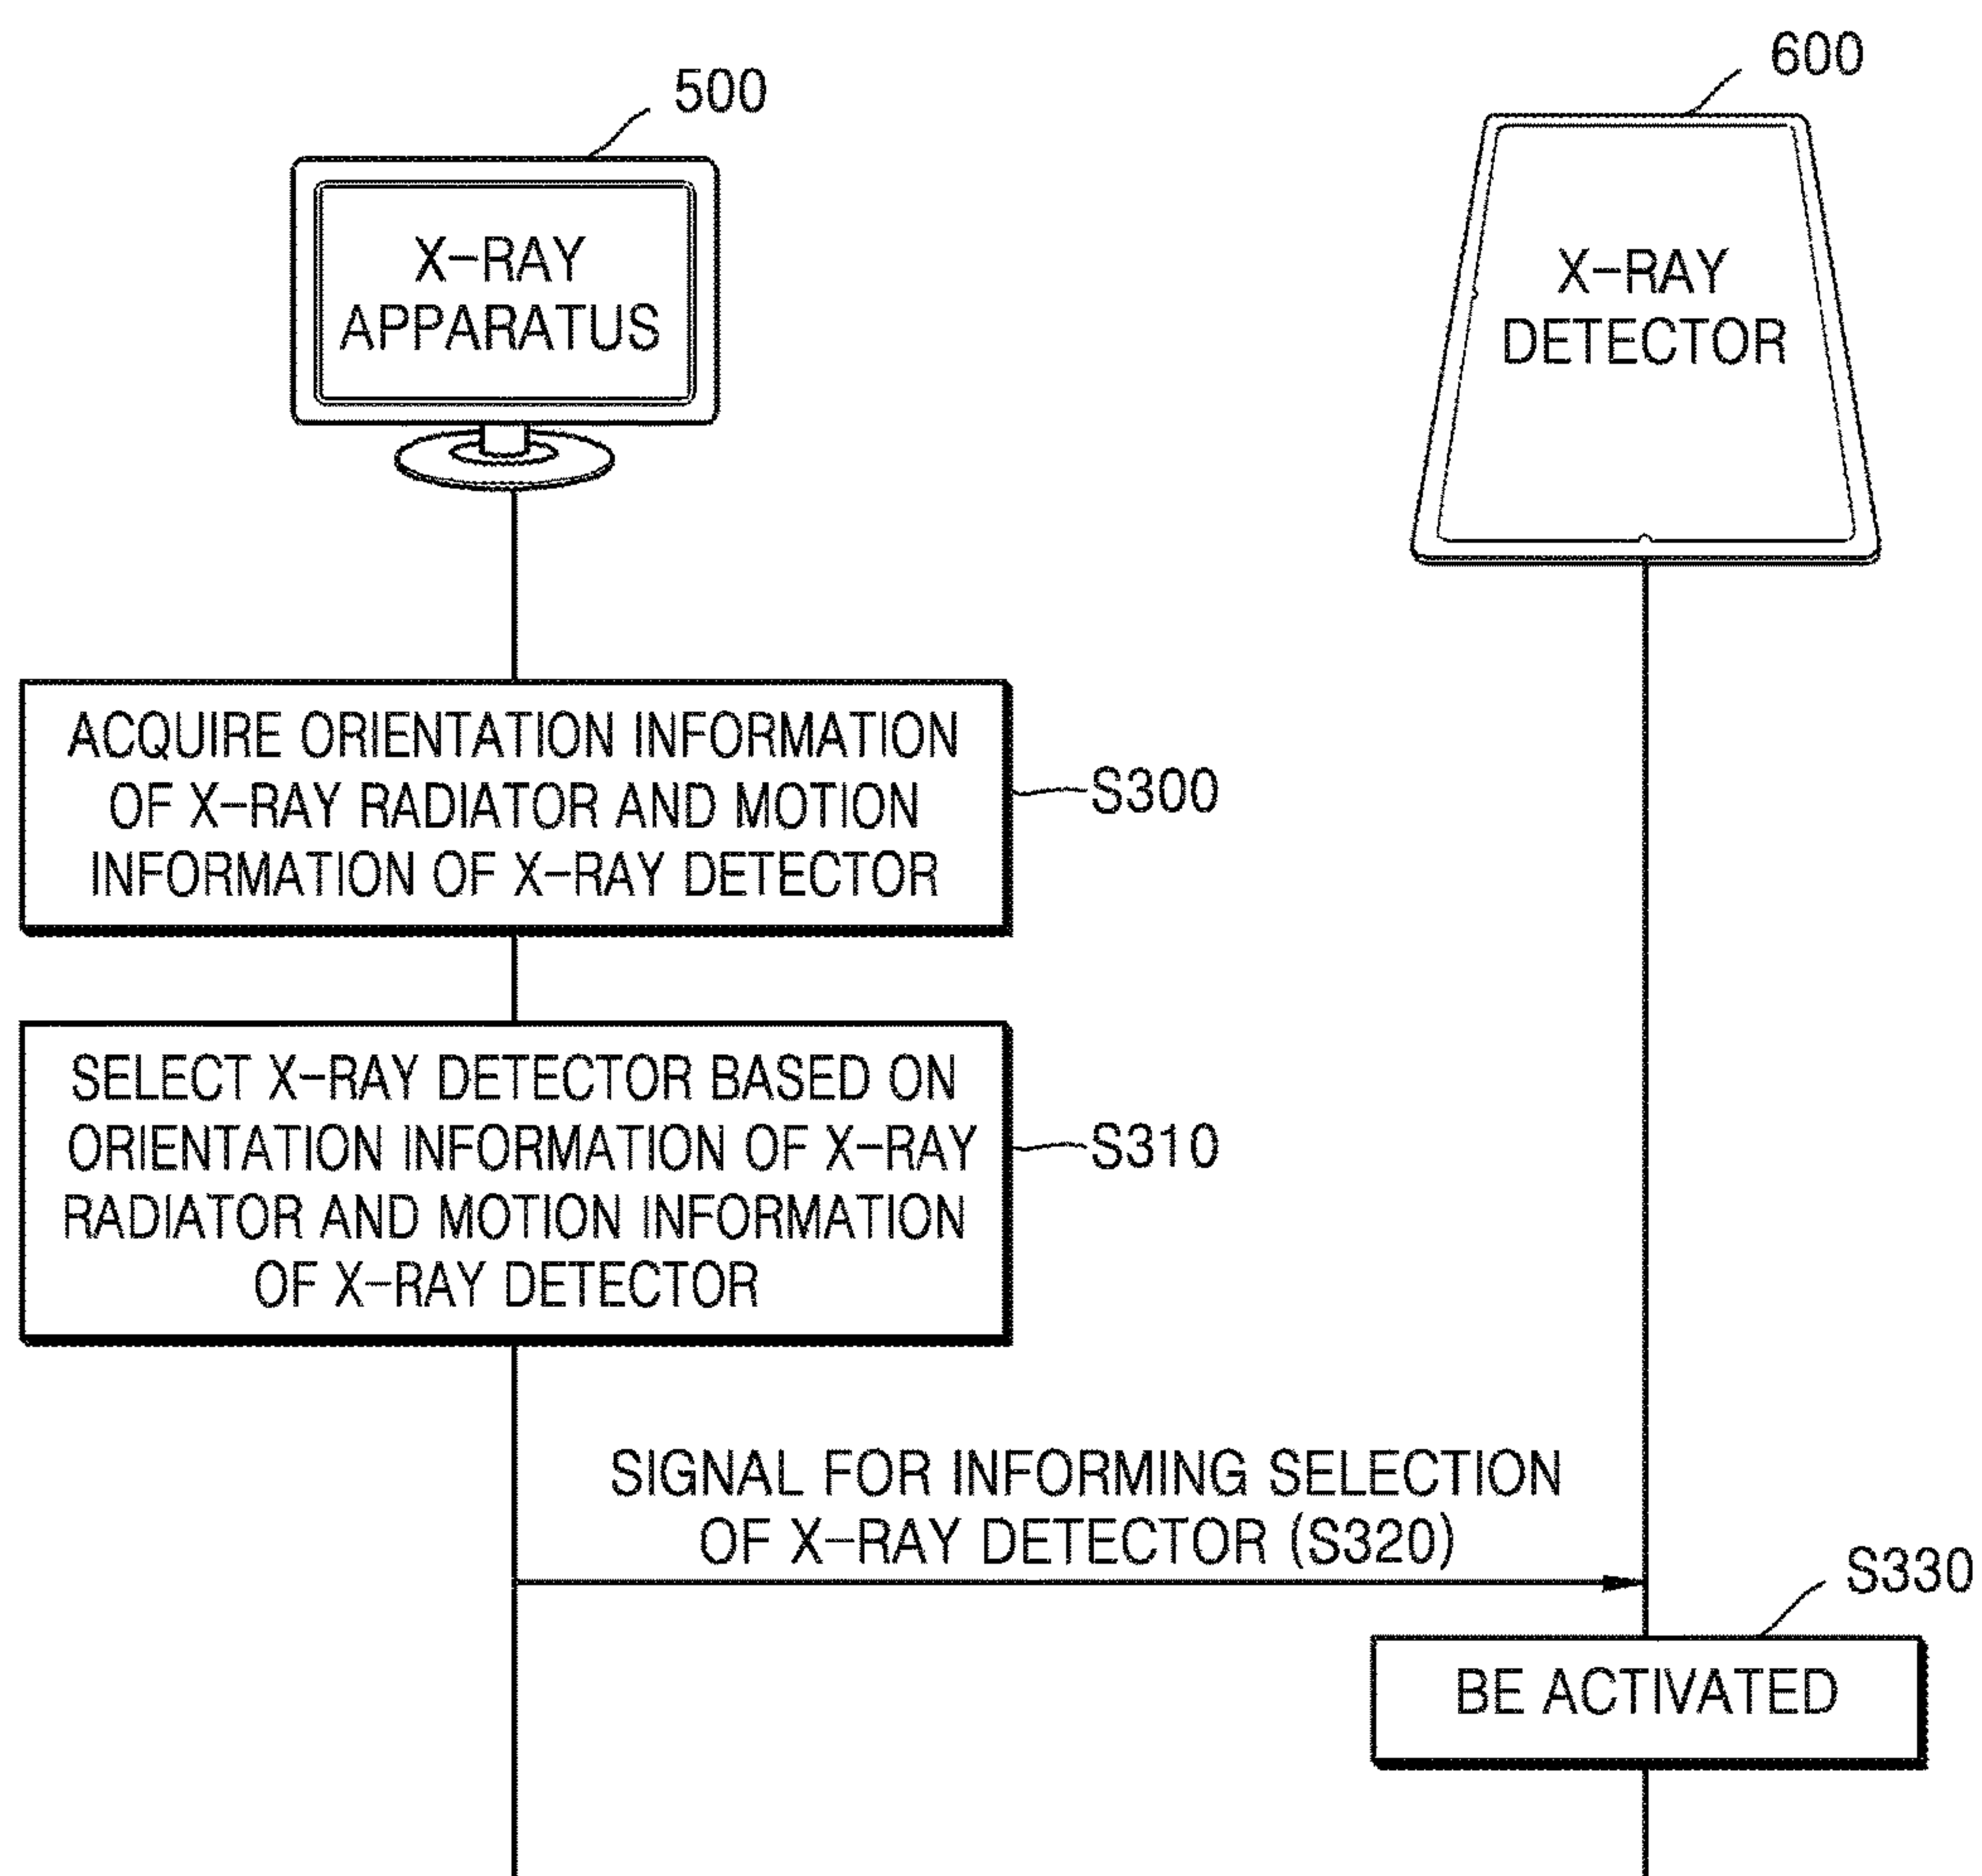 500
600
X-RAY
APPARATUS
X-RAY
DETECTOR
ACQUIRE ORIENTATION INFORMATION
OF X-RAY RADIATOR AND MOTION
INFORMATION OF X-RAY DETECTOR
S300
SELECT X-RAY DETECTOR BASED ON
ORIENTATION INFORMATION OF X-RAY
RADIATOR AND MOTION INFORMATION
OF X-RAY DETECTOR
S310
SIGNAL FOR INFORMING SELECTION
OF X-RAY DETECTOR (S320)
S330
BE ACTIVATED